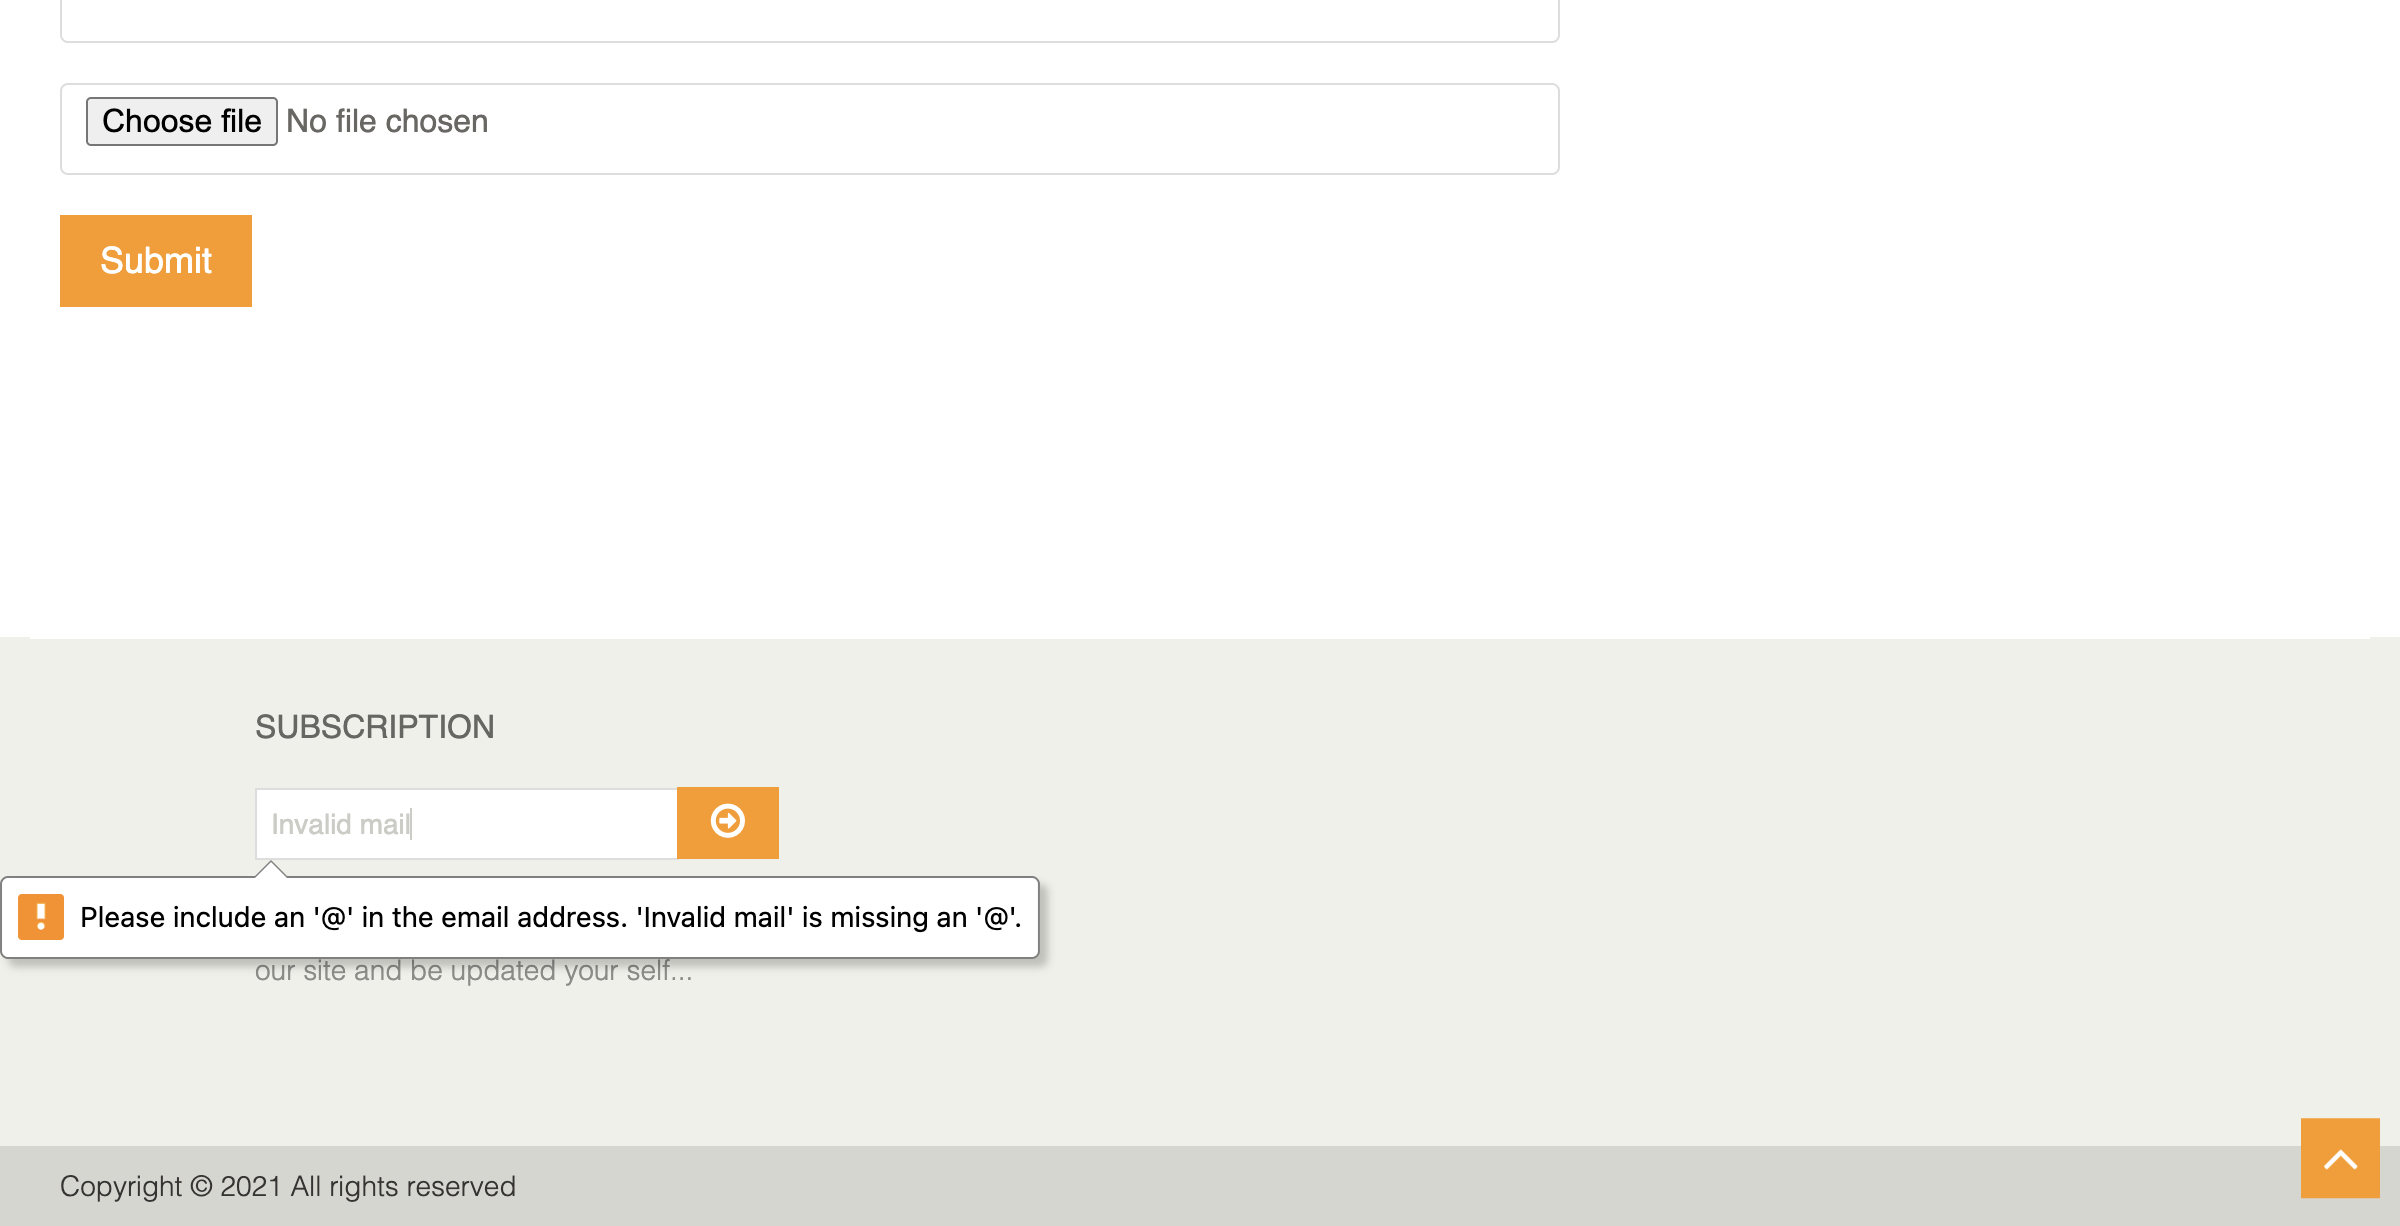 Choose file No file chosen
Submit
SUBSCRIPTION
Invalid mail
Please include an '@' in the email address. 'Invalid mail' is missing an '@'.
our site and be updated your self...
Copyright © 2021 All rights reserved